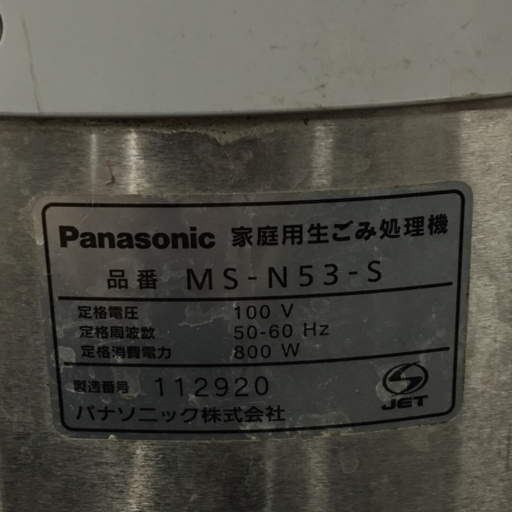 Panasonic 家庭用生ごみ処理機
品番 MS-N53-S
定格電圧 100 V
定格周波数 50-60 Hz
定格消費電力 800 W
製造番号 112920
パナソニック株式会社
S JET